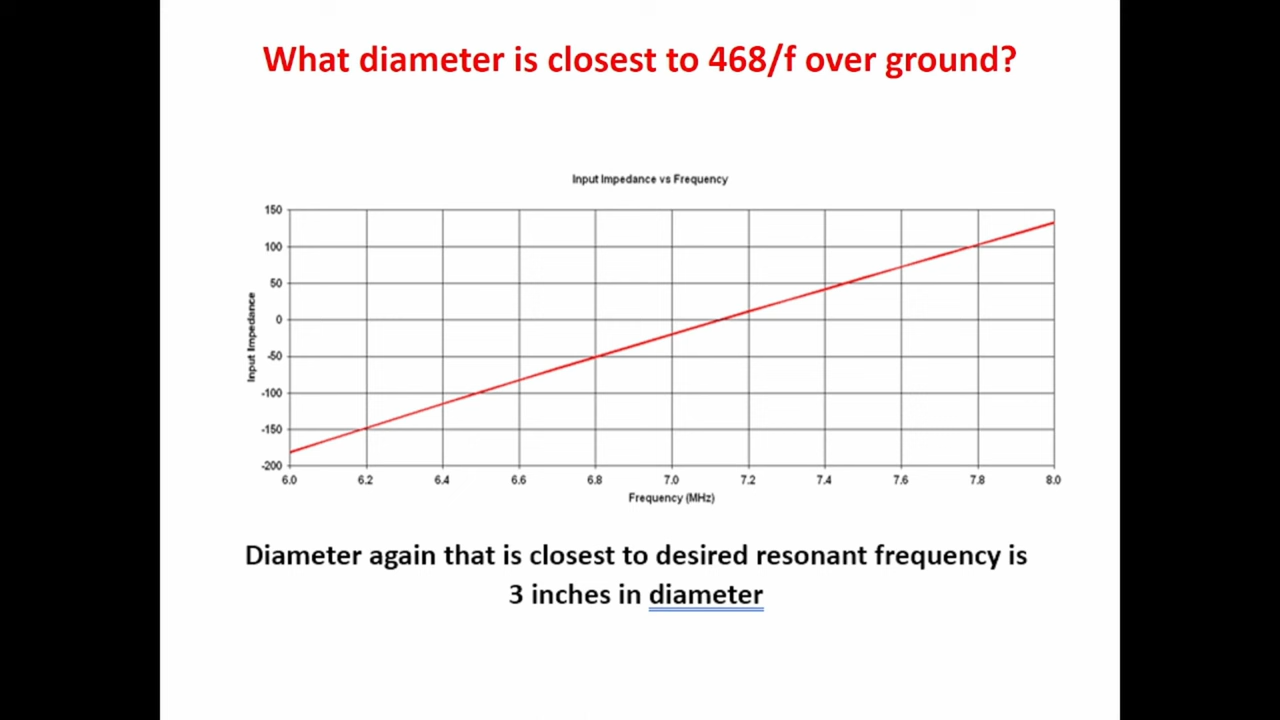 What diameter is closest to 468/f over ground?
Input Impedance vs Frequency
150
100
50
0
-50
-100
-150
-200
Input Impedance
6.0 6.2 6.4 6.6 6.8 7.0 7.2 7.4 7.6 7.8 8.0
Frequency (MHz)
Diameter again that is closest to desired resonant frequency is
3 inches in diameter